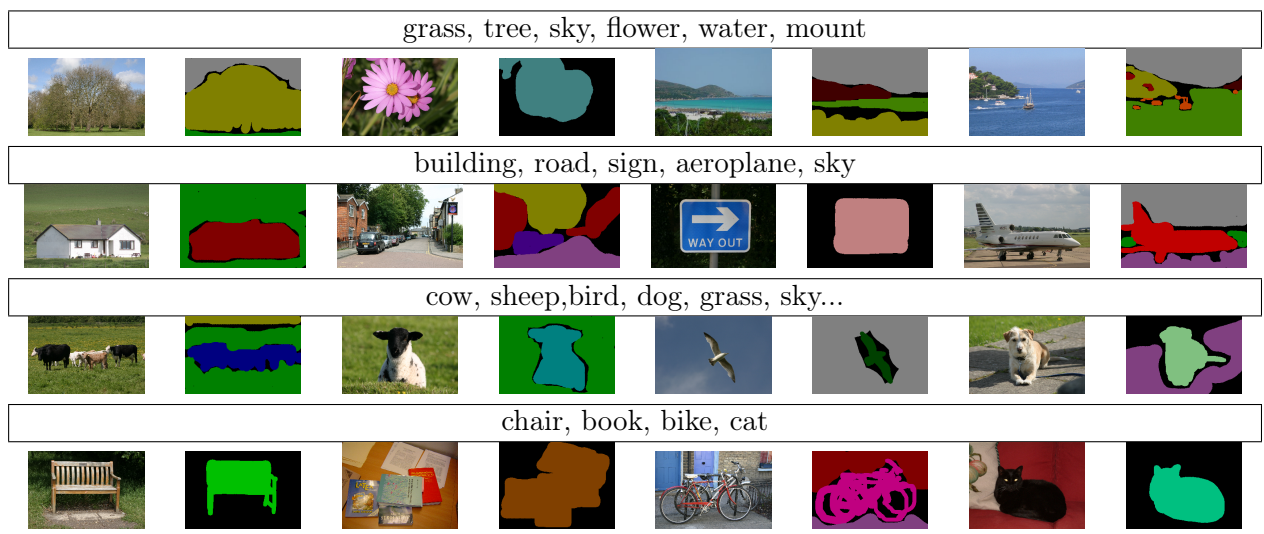 grass, tree, sky, flower, water, mount
building, road, sign, aeroplane, sky
WAY OUT
cow, sheep,bird, dog, grass, sky...
chair, book, bike, cat